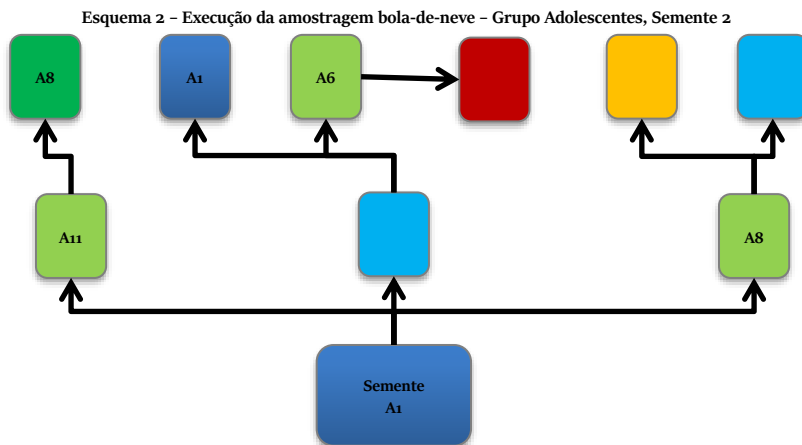 Esquema 2 – Execução da amostragem bola-de-neve – Grupo Adolescentes, Semente 2
A8
A1
A6
A11
A8
Semente
A1